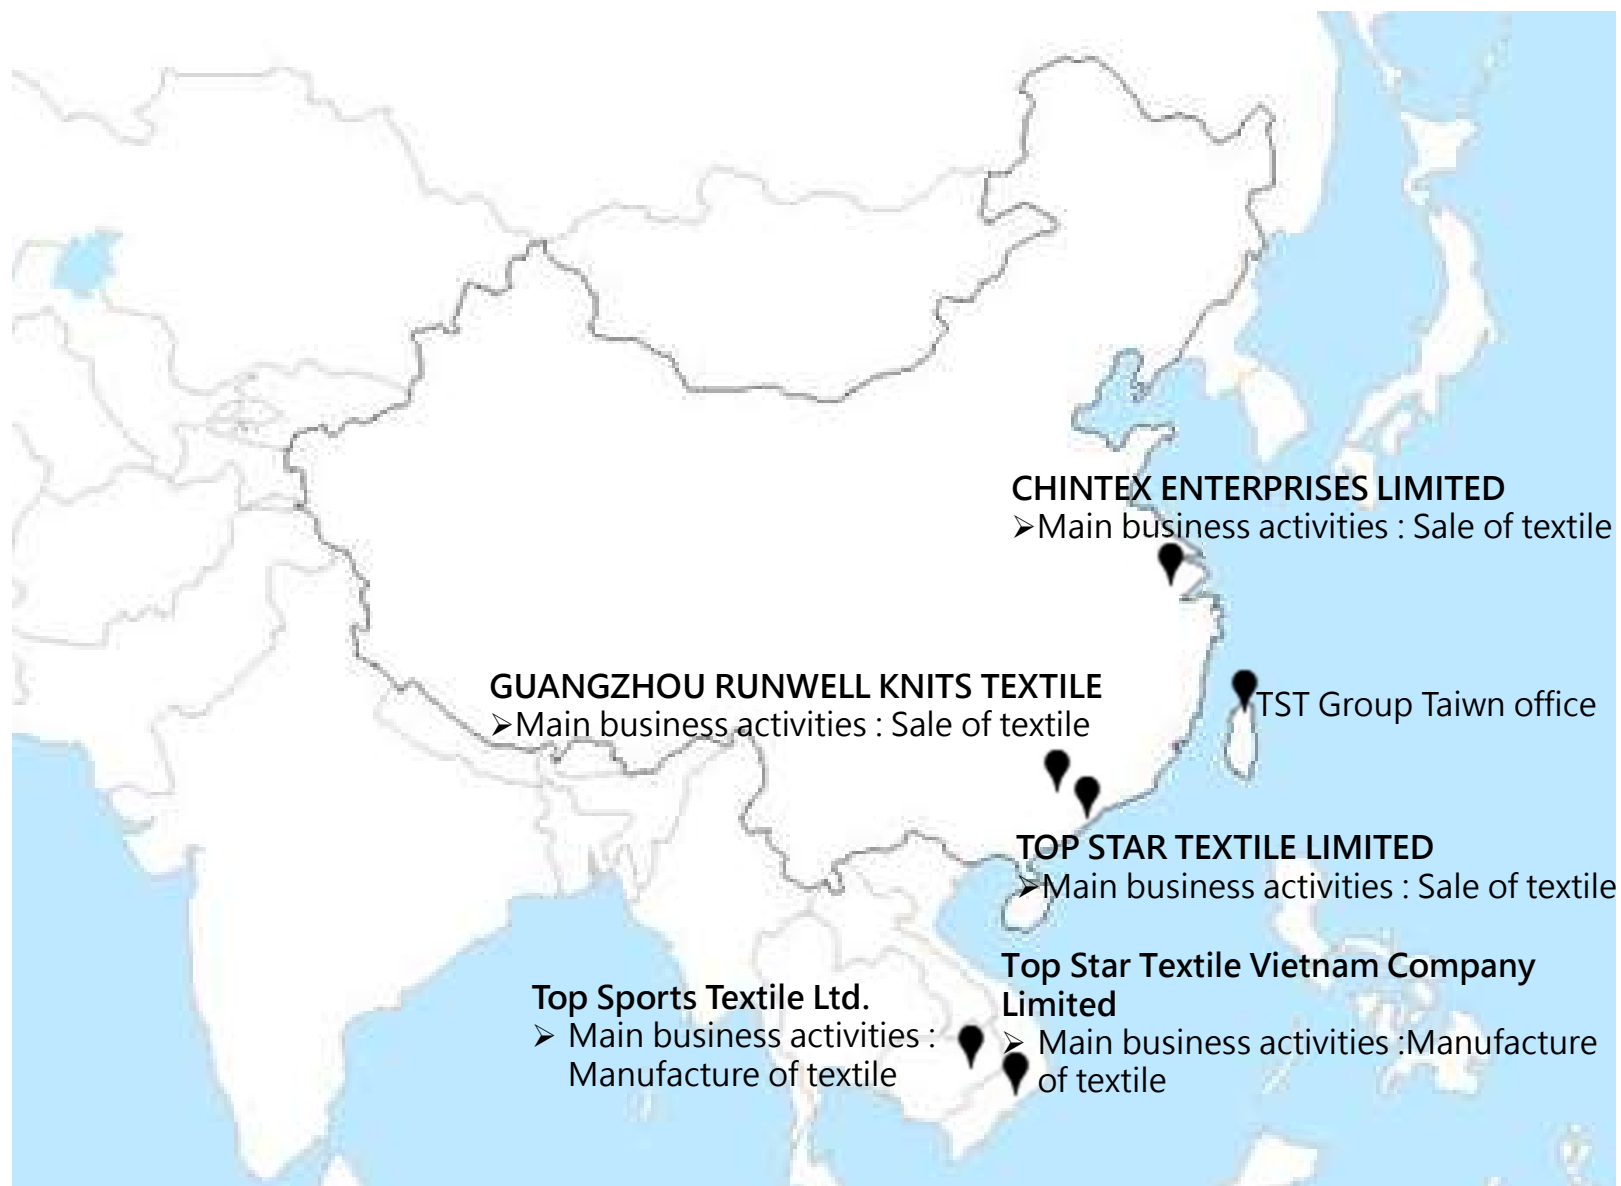 CHINTEX ENTERPRISES LIMITED
➢Main business activities : Sale of textile
GUANGZHOU RUNWELL KNITS TEXTILE
➢Main business activities : Sale of textile
TST Group Taiwn office
TOP STAR TEXTILE LIMITED
➢Main business activities : Sale of textile
Top Sports Textile Ltd.
➢ Main business activities :
Manufacture of textile
Top Star Textile Vietnam Company
Limited
➢ Main business activities :Manufacture
of textile